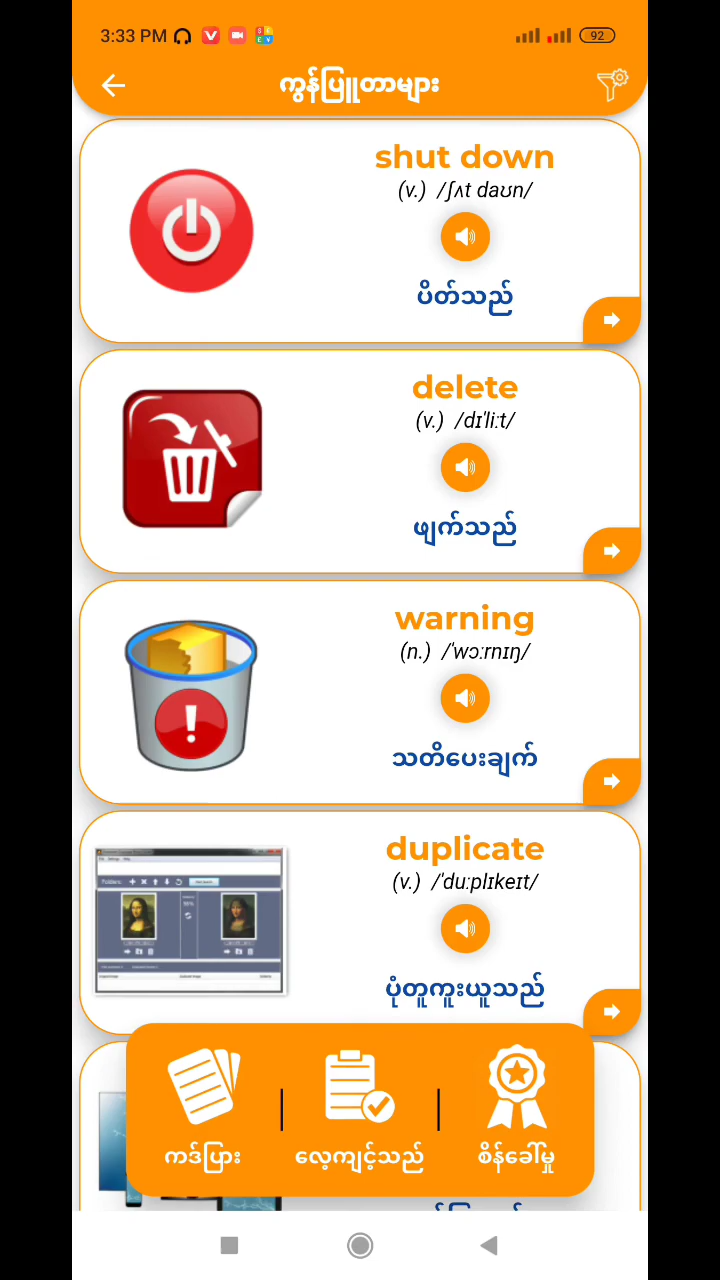 3:33 PM
92
ကွန်ပြူတာများ
shut down
(v.) /ʃʌt daʊn/
ပိတ်သည်
delete
(v.) /dɪˈliːt/
ဖျက်သည်
warning
(n.) /ˈwɔːrnɪŋ/
သတိပေးချက်
duplicate
(v.) /ˈduːplɪkeɪt/
ပုံတူကူးယူသည်
ကဒ်ပြား
လေ့ကျင့်သည်
စိန်ခေါ်မှု